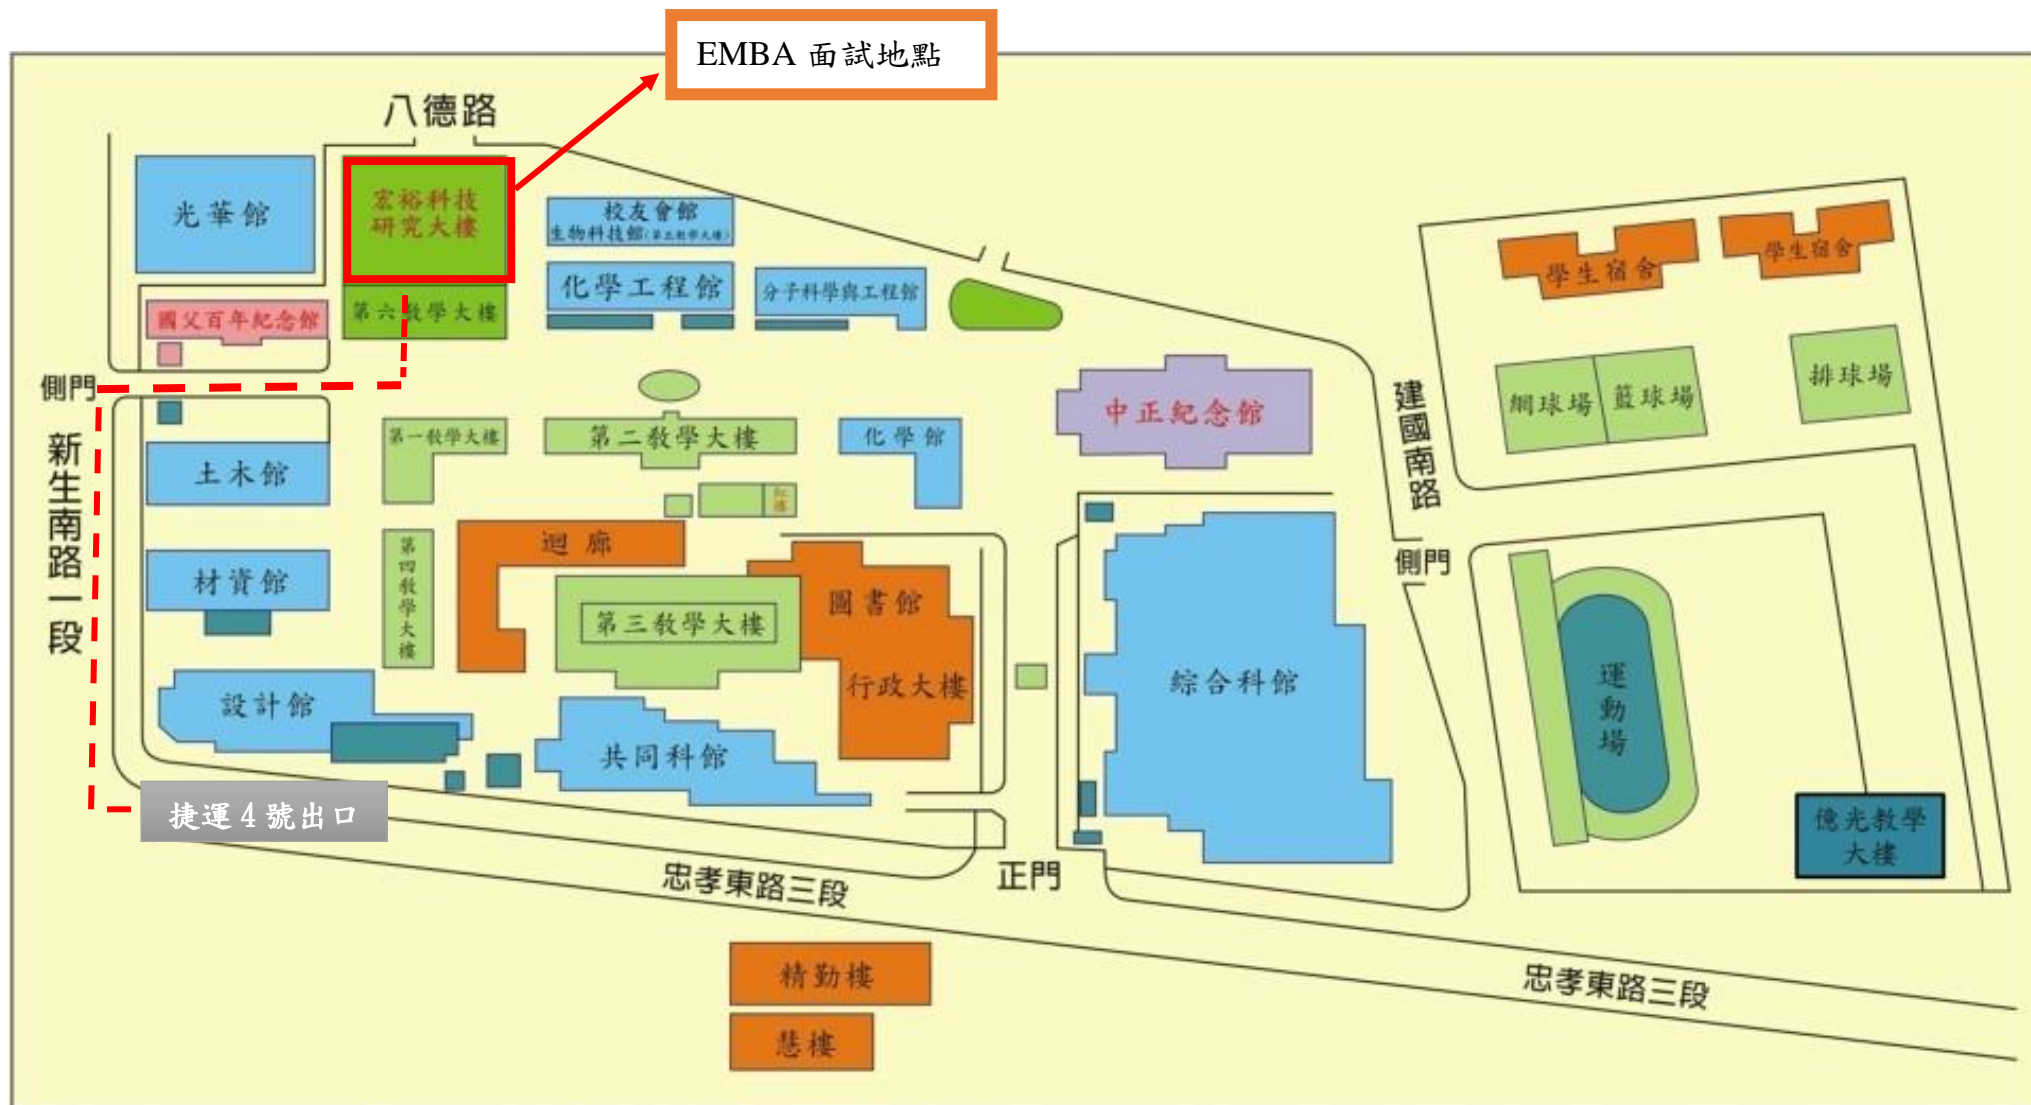 EMBA 面試地點
八德路
光華館
宏裕科技
研究大樓
校友會館
生物科技館(第五教學大樓)
化學工程館
分子科學與工程館
國父百年紀念館
第六教學大樓
學生宿舍
學生宿舍
側門
新生南路一段
土木館
第一教學大樓
第二教學大樓
化學館
中正紀念館
建國南路
網球場
籃球場
排球場
紅樓
材資館
第四教學大樓
迴廊
第三教學大樓
圖書館
行政大樓
綜合科館
側門
運動場
設計館
共同科館
捷運4號出口
億光教學
大樓
忠孝東路三段
正門
精勤樓
慧樓
忠孝東路三段